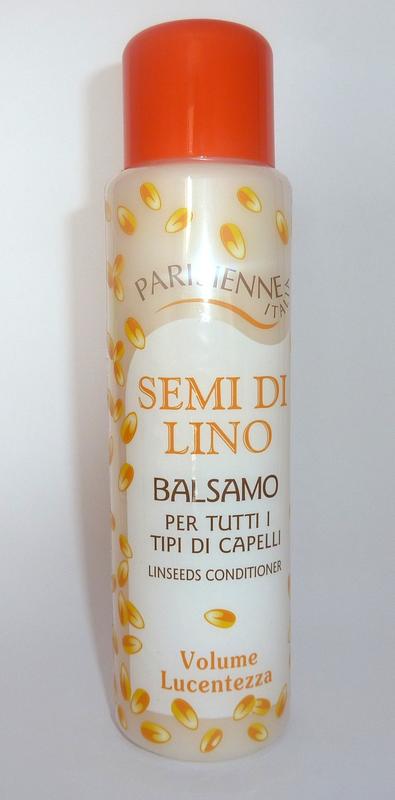 PARISIENNE
ITALIA
SEMI DI
LINO
BALSAMO
PER TUTTI I
TIPI DI CAPELLI
LINSEEDS CONDITIONER
Volume
Lucentezza